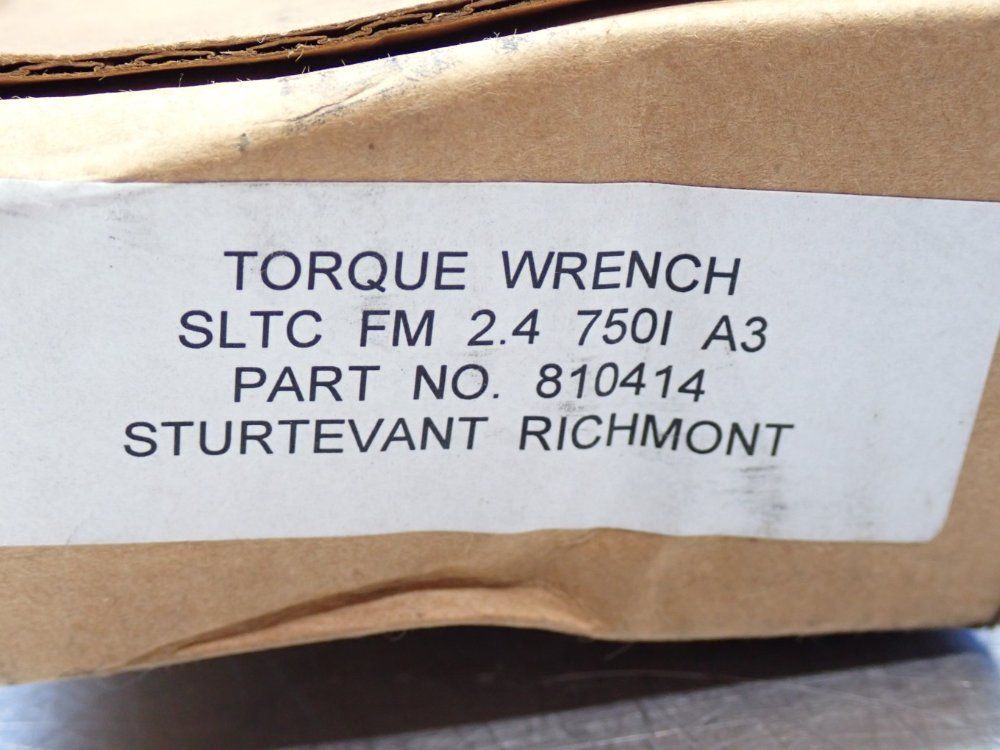 TORQUE WRENCH
SLTC FM 2.4 750I A3
PART NO. 810414
STURTEVANT RICHMONT